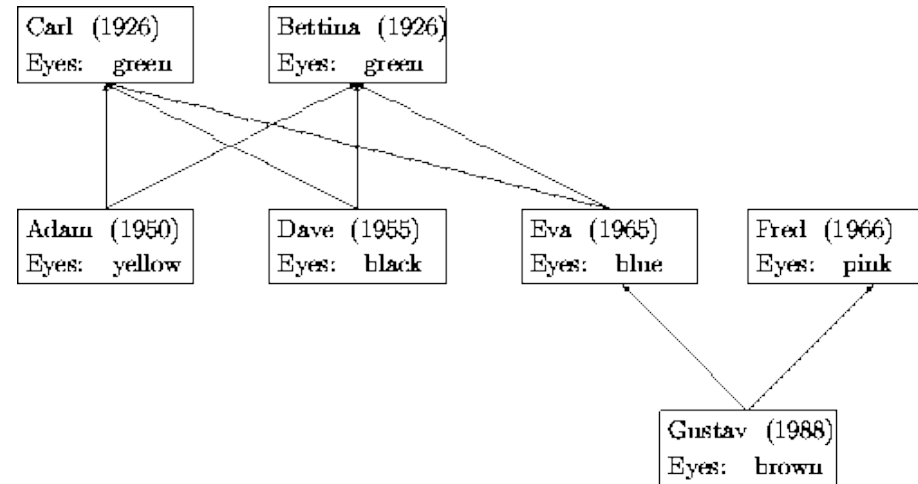 Carl (1926)
Eyes: green
Bettina (1926)
Eyes: green
Adam (1950)
Eyes: yellow
Dave (1955)
Eyes: black
Eva (1965)
Eyes: blue
Fred (1966)
Eyes: pink
Gustav (1988)
Eyes: brown